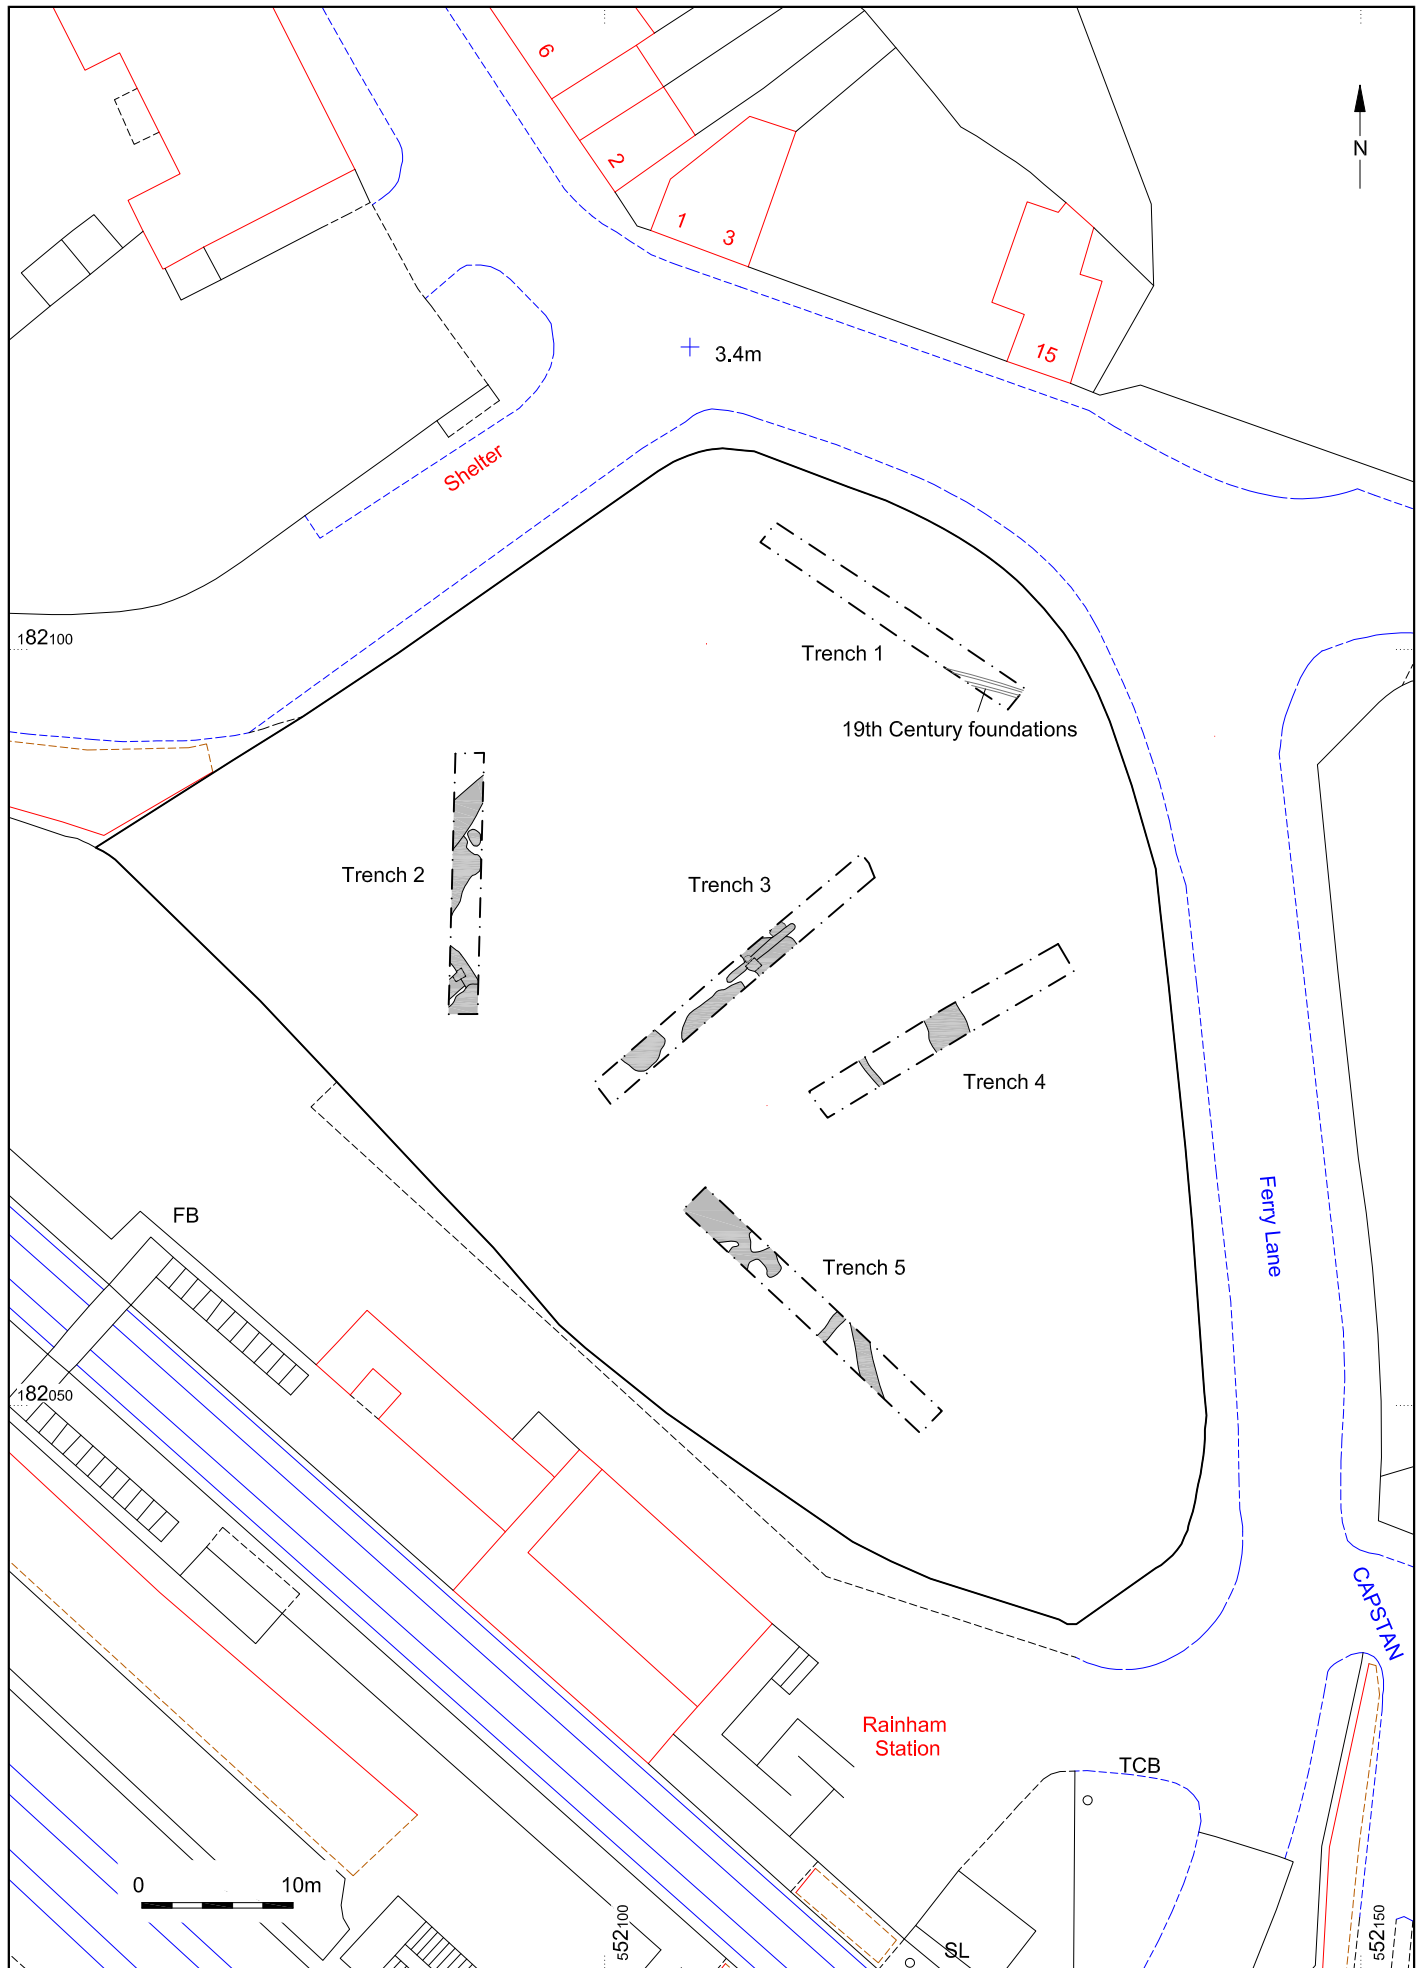 6
2
1
3
N
15
3.4m
Shelter
182100
Trench 1
19th Century foundations
Trench 2
Trench 3
Trench 4
Ferry Lane
FB
Trench 5
182050
CAPSTAN
Rainham
Station
TCB
0 10m
552100
552150
SL